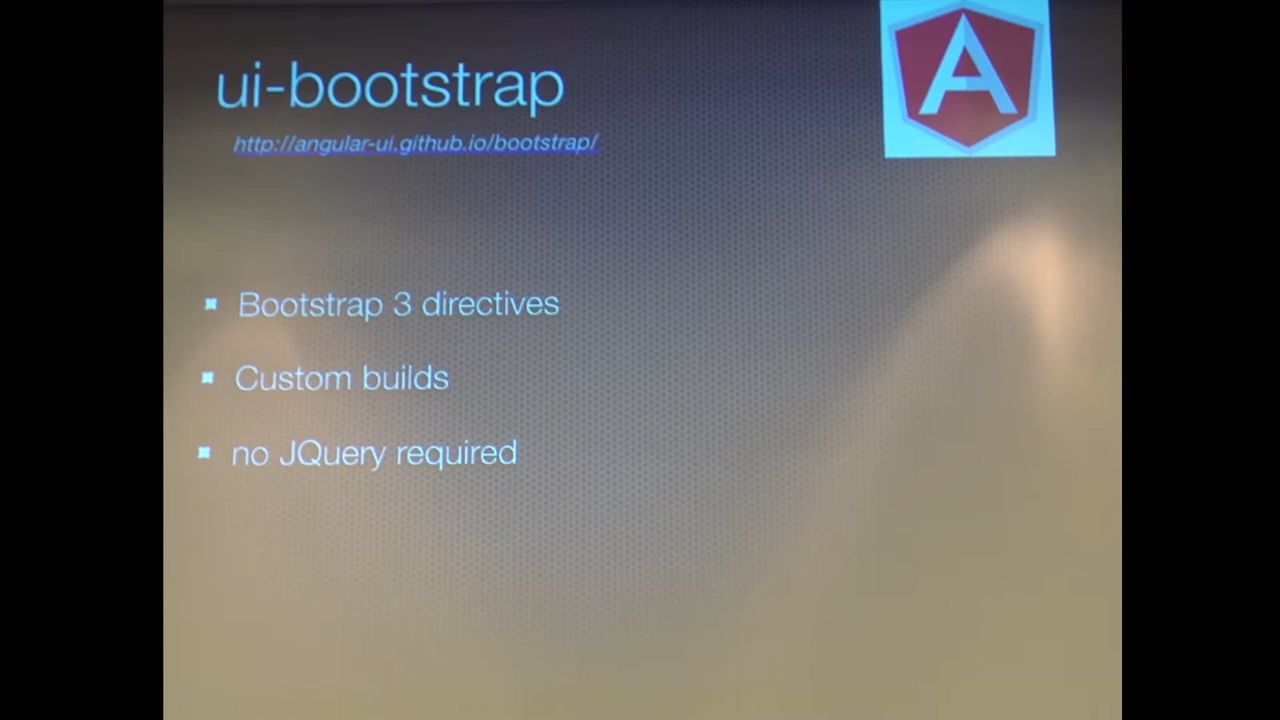 ui-bootstrap
http://angular-ui.github.io/bootstrap/
Bootstrap 3 directives
Custom builds
no JQuery required